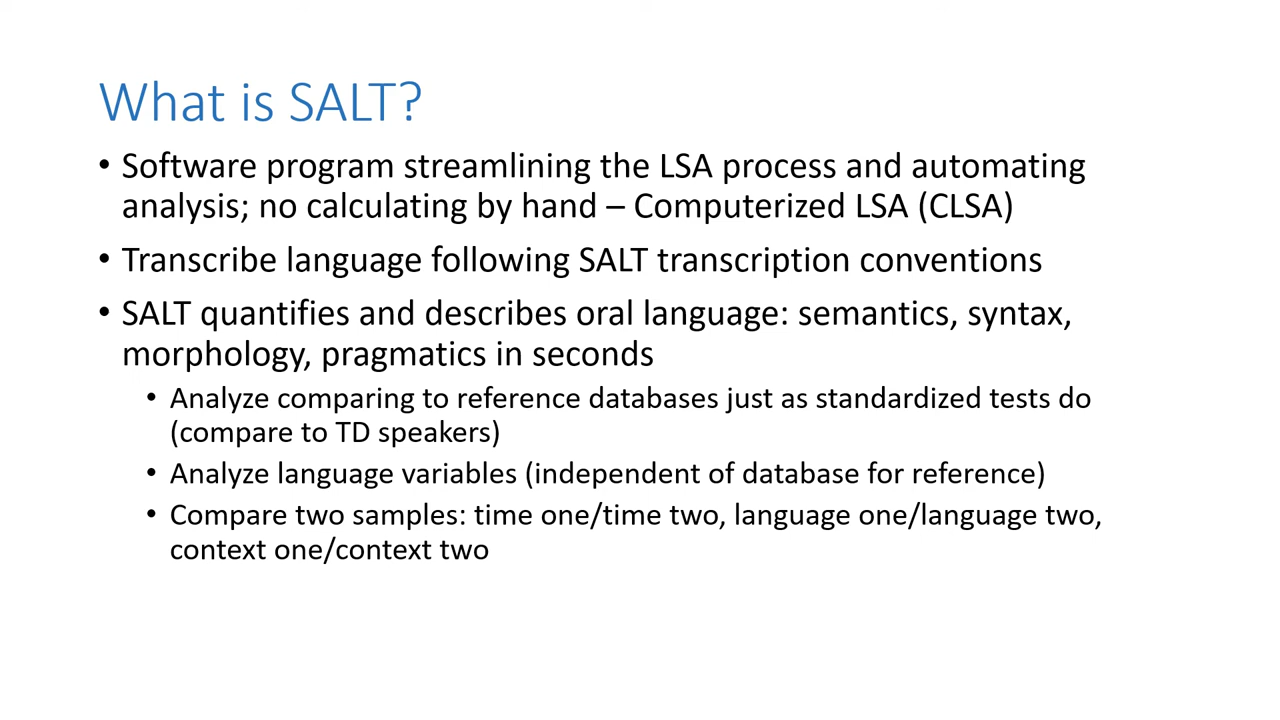 What is SALT?
• Software program streamlining the LSA process and automating
analysis; no calculating by hand – Computerized LSA (CLSA)
• Transcribe language following SALT transcription conventions
• SALT quantifies and describes oral language: semantics, syntax,
morphology, pragmatics in seconds
• Analyze comparing to reference databases just as standardized tests do
(compare to TD speakers)
• Analyze language variables (independent of database for reference)
• Compare two samples: time one/time two, language one/language two,
context one/context two